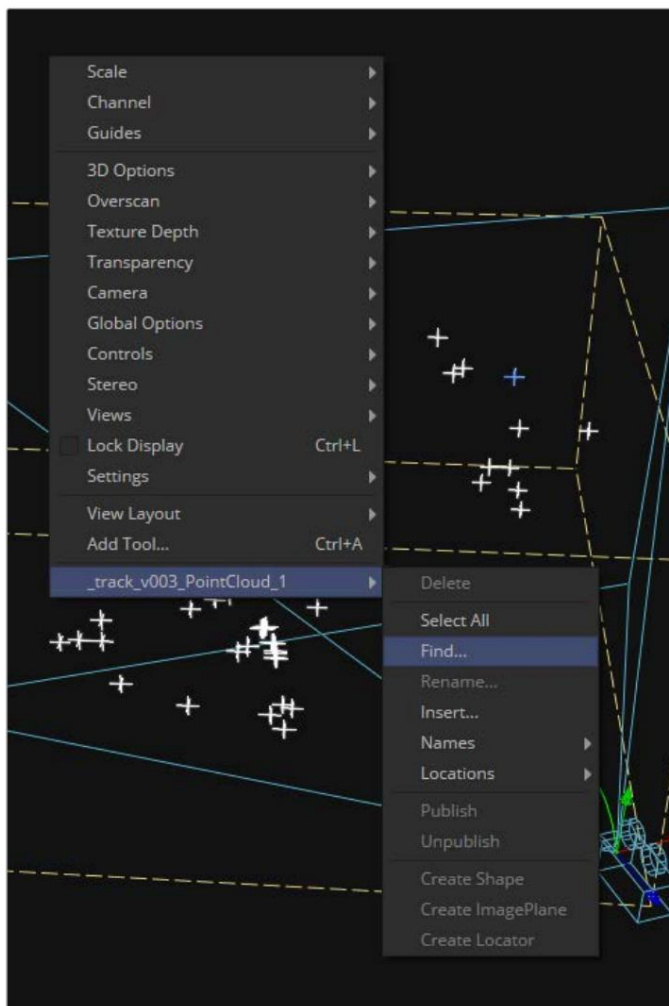 Scale
Channel
Guides
3D Options
Overscan
Texture Depth
Transparency
Camera
Global Options
Controls
Stereo
Views
Lock Display Ctrl+L
Settings
View Layout
Add Tool... Ctrl+A
_track_v003_PointCloud_1
Delete
Select All
Find...
Rename...
Insert...
Names
Locations
Publish
Unpublish
Create Shape
Create ImagePlane
Create Locator